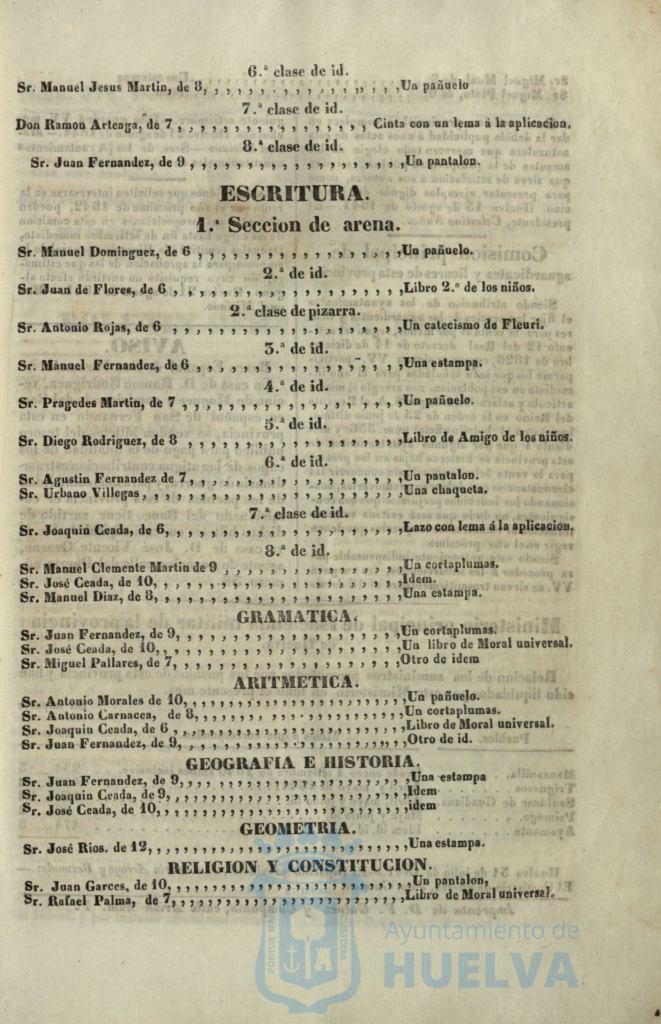 6.ª clase de id.
Sr. Manuel Jesus Martin, de 8, , , , , , , , , , , , , , , ,Un pañuelo
7.ª clase de id.
Don Ramon Arteaga, de 7 , , , , , , , , , , , , , , , , Cinta con un lema á la aplicacion.
8.ª clase de id.
Sr. Juan Fernandez, de 9 , , , , , , , , , , , , , , , , , ,Un pantalon.
ESCRITURA.
1.ª Seccion de arena.
Sr. Manuel Dominguez, de 6 , , , , , , , , , , , , , , , , ,Un pañuelo.
2.ª de id.
Sr. Juan de Flores, de 6 , , , , , , , , , , , , , , , , , , ,Libro 2.º de los niños.
2.ª clase de pizarra.
Sr. Antonio Rojas, de 6 , , , , , , , , , , , , , , , , , , ,Un catecismo de Fleuri.
3.ª de id.
Sr. Manuel Fernandez, de 6 , , , , , , , , , , , , , , , , ,Una estampa.
4.ª de id.
Sr. Pragedes Martin, de 7 , , , , , , , , , , , , , , , , ,Un pañuelo.
5.ª de id.
Sr. Diego Rodriguez, de 8 , , , , , , , , , , , , , , , , , ,Libro de Amigo de los niños.
6.ª de id.
Sr. Agustin Fernandez de 7, , , , , , , , , , , , , , , , , ,Un pantalon.
Sr. Urbano Villegas, , , , , , , , , , , , , , , , , , , , , ,Una chaqueta.
7.ª clase de id.
Sr. Joaquin Ceada, de 6, , , , , , , , , , , , , , , , , , , ,Lazo con lema á la aplicacion.
8.ª de id.
Sr. Manuel Clemente Martin de 9 , , , , , , , , , , , , , , ,Un cortaplumas.
Sr. José Ceada, de 10, , , , , , , , , , , , , , , , , , , , ,Idem.
Sr. Manuel Diaz, de 8, , , , , , , , , , , , , , , , , , , , ,Una estampa.
GRAMATICA.
Sr. Juan Fernandez, de 9, , , , , , , , , , , , , , , , , , ,Un cortaplumas.
Sr. José Ceada, de 10, , , , , , , , , , , , , , , , , , , , ,Un libro de Moral universal.
Sr. Miguel Pallares, de 7, , , , , , , , , , , , , , , , , , ,Otro de idem
ARITMETICA.
Sr. Antonio Morales de 10, , , , , , , , , , , , , , , , , , , ,Un pañuelo.
Sr. Antonio Carnacea, de 8, , , , , , , , , , , , , , , , , , ,Un cortaplumas.
Sr. Joaquin Ceada, de 6 , , , , , , , , , , , , , , , , , , , ,Libro de Moral universal.
Sr. Juan Fernandez, de 9, , , , , , , , , , , , , , , , , , , ,Otro de id.
GEOGRAFIA E HISTORIA.
Sr. Juan Fernandez, de 9, , , , , , , , , , , , , , , , , , , ,Una estampa
Sr. Joaquin Ceada, de 9, , , , , , , , , , , , , , , , , , , , ,Idem
Sr. José Ceada, de 10, , , , , , , , , , , , , , , , , , , , , ,idem
GEOMETRIA.
Sr. José Rios. de 12, , , , , , , , , , , , , , , , , , , , , , ,Una estampa.
RELIGION Y CONSTITUCION.
Sr. Juan Garces, de 10, , , , , , , , , , , , , , , , , , , , , ,Un pantalon,
Sr. Rafael Palma, de 7, , , , , , , , , , , , , , , , , , , , , ,Libro de Moral universal.
PORTUS MARIS
CUSTODIA
Ayuntamiento de
HUELVA